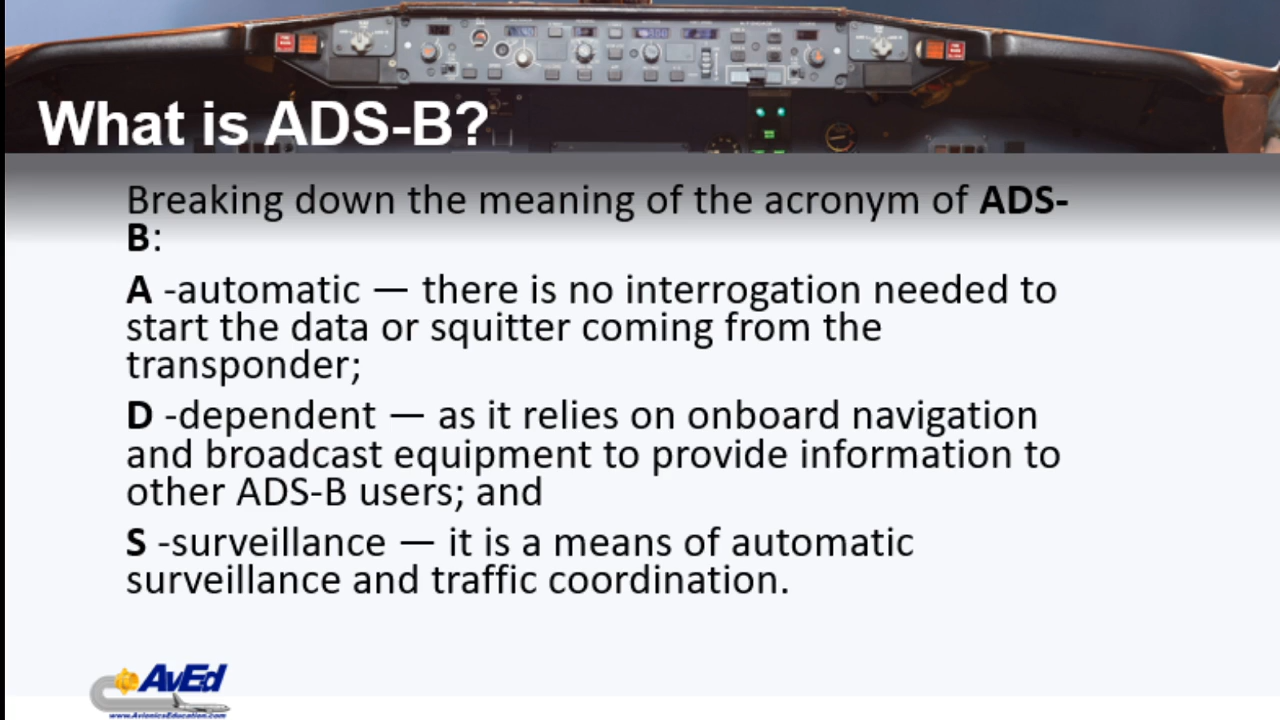 What is ADS-B?
Breaking down the meaning of the acronym of ADS-
B:
A -automatic — there is no interrogation needed to
start the data or squitter coming from the
transponder;
D -dependent — as it relies on onboard navigation
and broadcast equipment to provide information to
other ADS-B users; and
S -surveillance — it is a means of automatic
surveillance and traffic coordination.
AvEd
www.AvionicsEducation.com